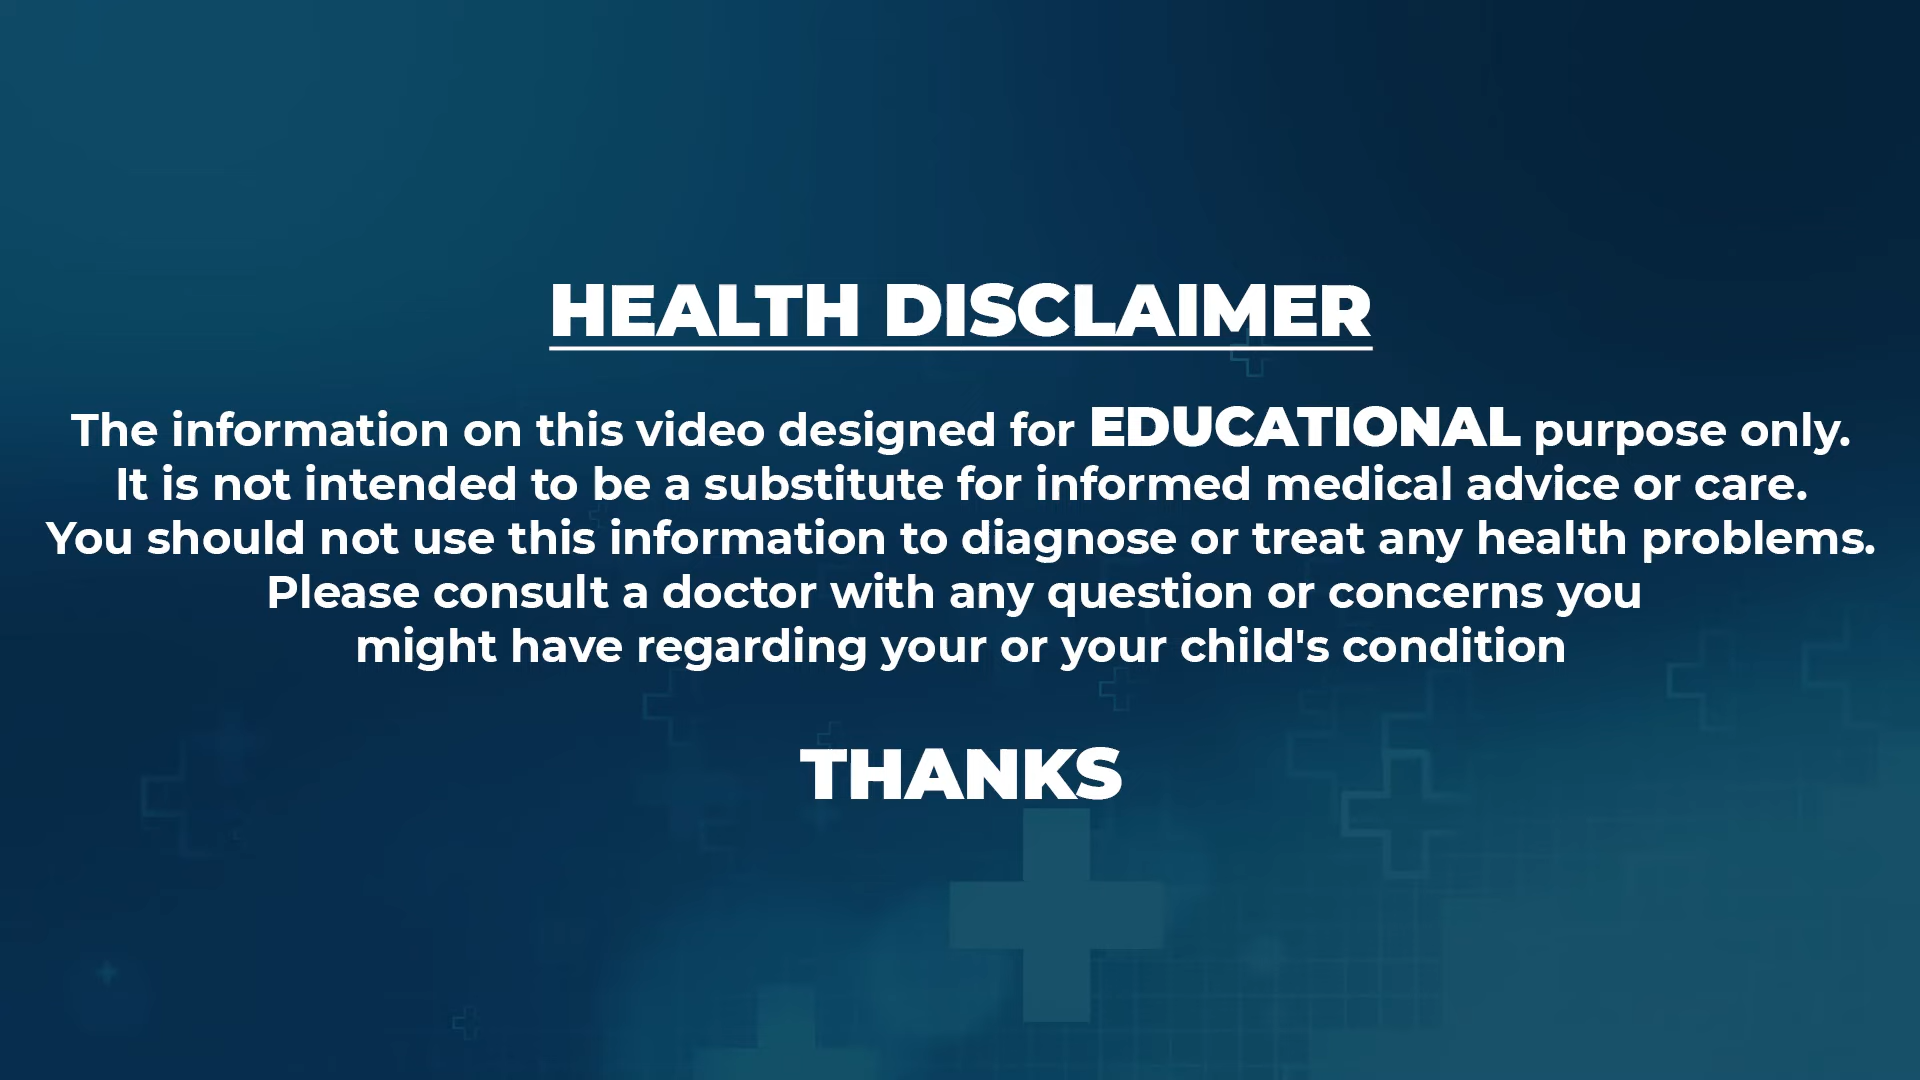 HEALTH DISCLAIMER
The information on this video designed for EDUCATIONAL purpose only.
It is not intended to be a substitute for informed medical advice or care.
You should not use this information to diagnose or treat any health problems.
Please consult a doctor with any question or concerns you
might have regarding your or your child's condition
THANKS